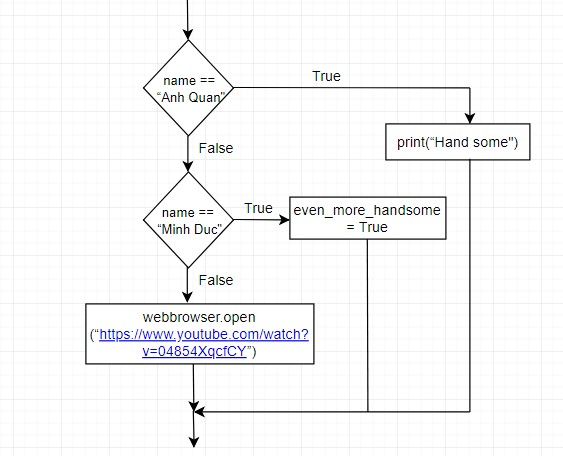 name ==
“Anh Quan"
True
print(“Hand some")
False
name ==
“Minh Duc"
True
even_more_handsome
= True
False
webbrowser.open
(“https://www.youtube.com/watch?
v=04854XqcfCY”)